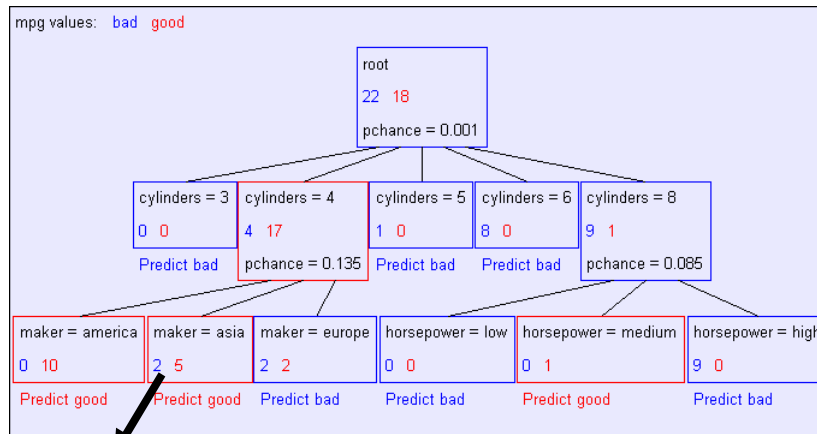 mpg values: bad good
root
22 18
pchance = 0.001
cylinders = 3 cylinders = 4 cylinders = 5 cylinders = 6 cylinders = 8
0 0 4 17 1 0 8 0 9 1
Predict bad pchance = 0.135 Predict bad Predict bad pchance = 0.085
maker = america maker = asia maker = europe horsepower = low horsepower = medium horsepower = high
0 10 2 5 2 2 0 0 0 1 9 0
Predict good Predict good Predict bad Predict bad Predict good Predict bad